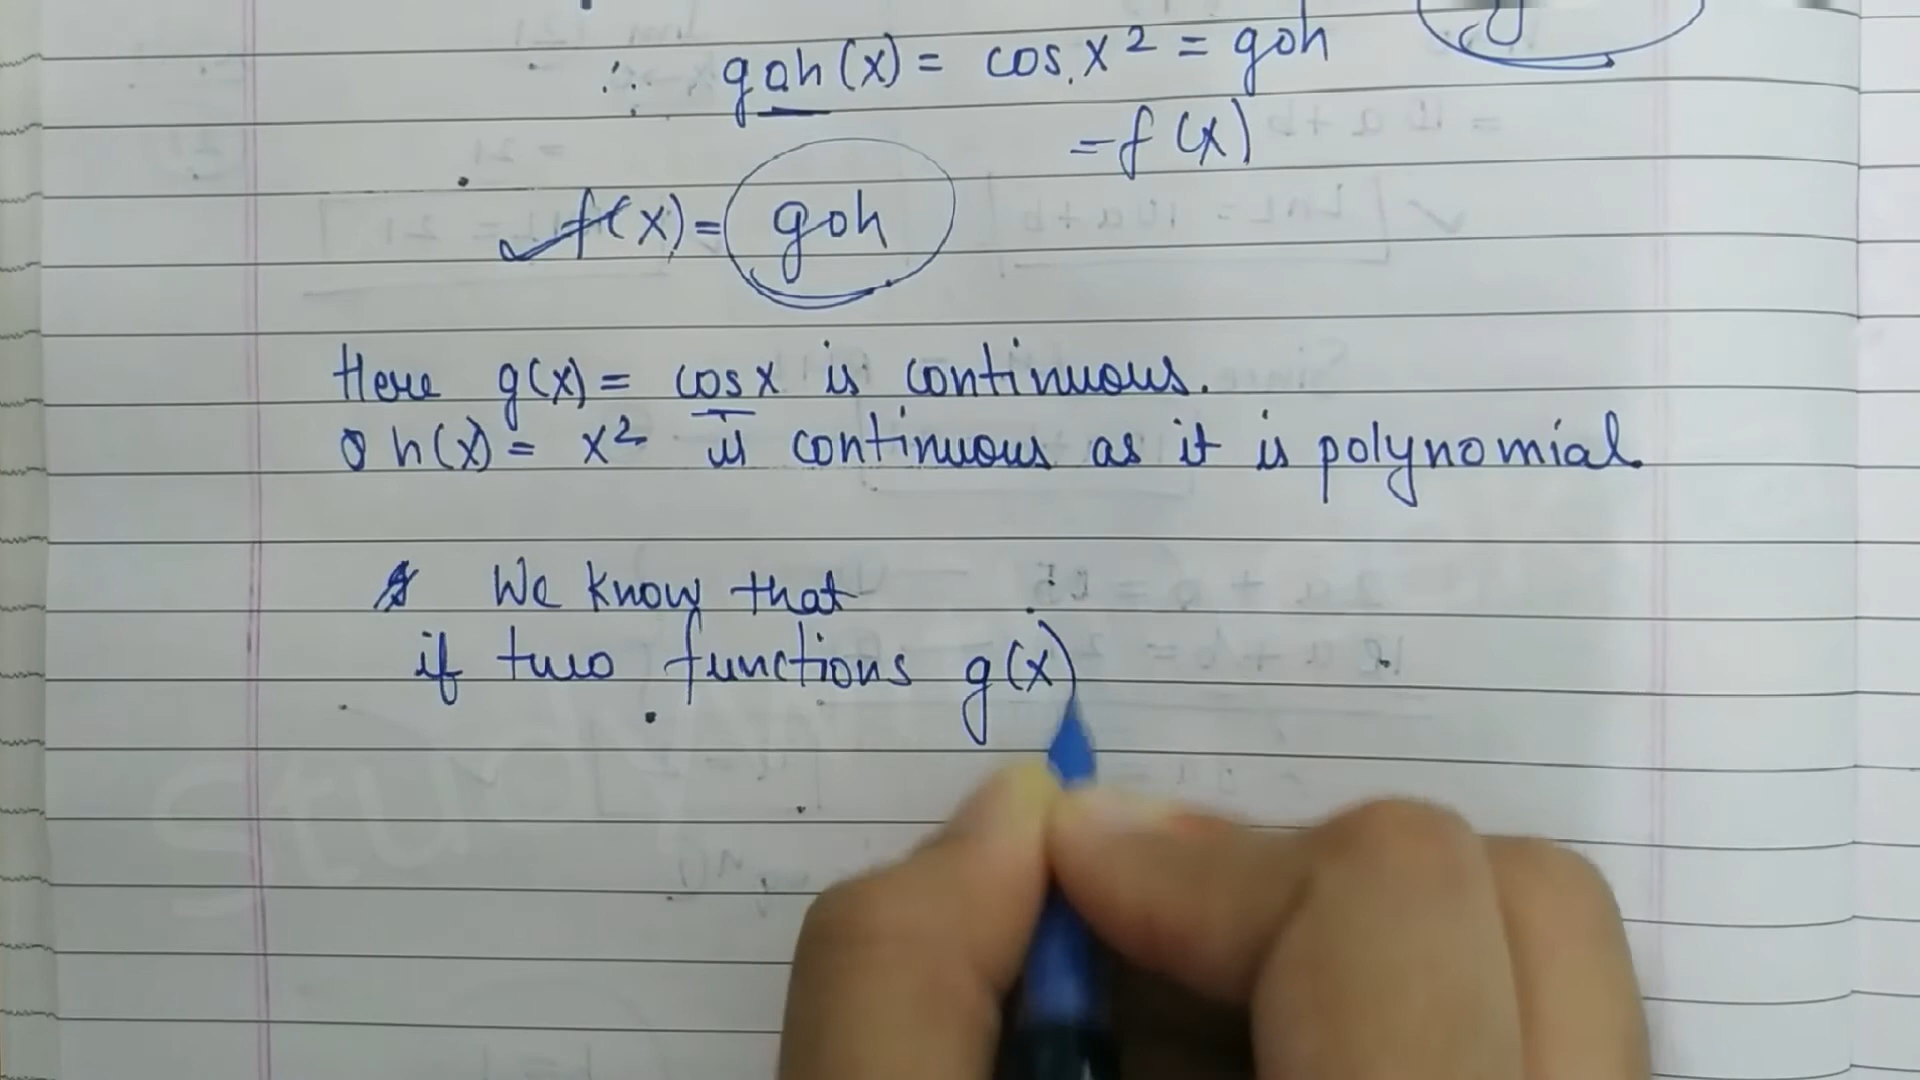 ∴ goh(x) = cos x² = goh
= f(x)
f(x) = goh
Here g(x) = cos x is continuous.
h(x) = x² is continuous as it is polynomial.
We know that
if two functions g(x)